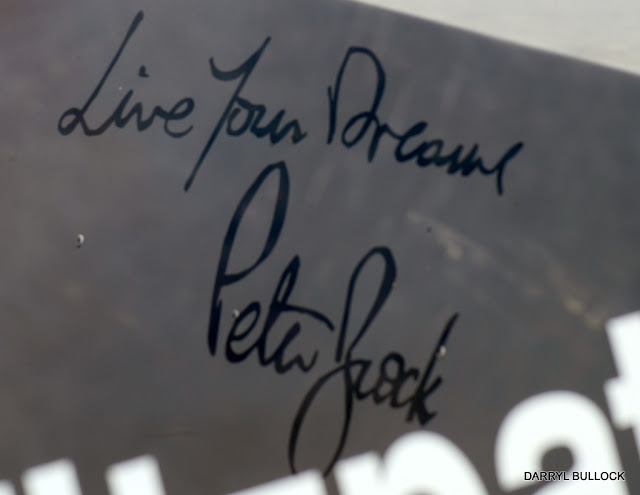 Live Your Dreams
Peter Brock
DARRYL BULLOCK